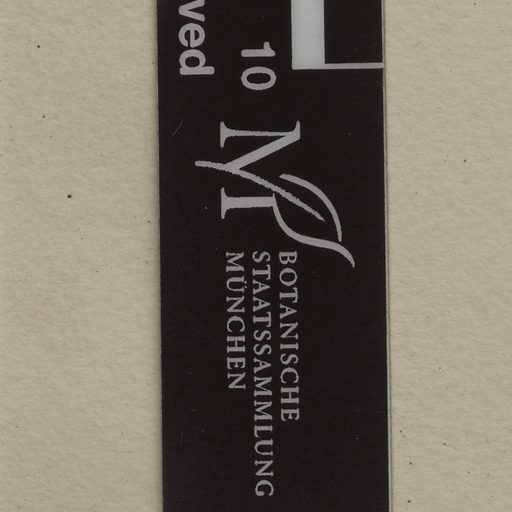 10
ved
BOTANISCHE
STAATSSAMMLUNG
MÜNCHEN